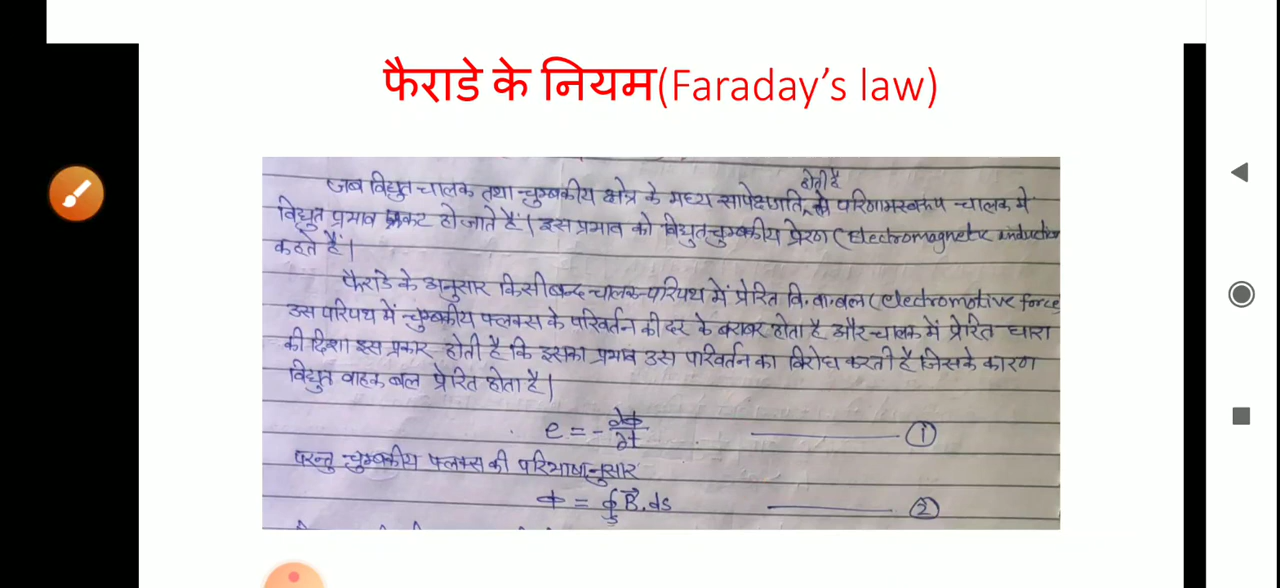 फैराडे के नियम(Faraday's law)
होती है
जब विद्युत चालक तथा चुम्बकीय क्षेत्र के मध्य सापेक्ष गति तो परिणामस्वरूप चालक में
विद्युत प्रभाव प्रकट हो जाते हैं। इस प्रभाव को विद्युतचुम्बकीय प्रेरण (Electromagnetic induction
कहते हैं।
फैराडे के अनुसार किसी बन्द चालक परिपथ में प्रेरित वि. वा. बल (electromotive force
उस परिपथ में चुम्बकीय फ्लक्स के परिवर्तन की दर के बराबर होता है और चालक में प्रेरित धारा
की दिशा इस प्रकार होती है कि इसका प्रभाव उस परिवर्तन का विरोध करती है जिसके कारण
विद्युत वाहक बल प्रेरित होता है।
e = - ∂Φ/∂t ——— ①
परन्तु चुम्बकीय फ्लक्स की परिभाषानुसार
Φ = ∮s B⃗.ds ——— ②